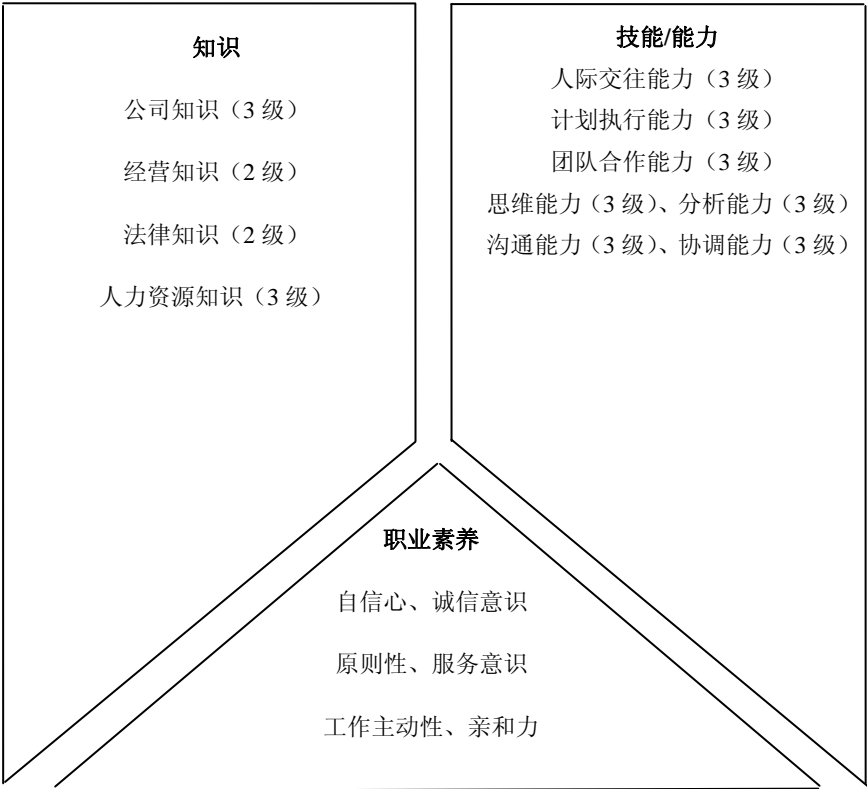 知识
公司知识（3 级）
经营知识（2 级）
法律知识（2 级）
人力资源知识（3 级）
技能/能力
人际交往能力（3 级）
计划执行能力（3 级）
团队合作能力（3 级）
思维能力（3 级）、分析能力（3 级）
沟通能力（3 级）、协调能力（3 级）
职业素养
自信心、诚信意识
原则性、服务意识
工作主动性、亲和力